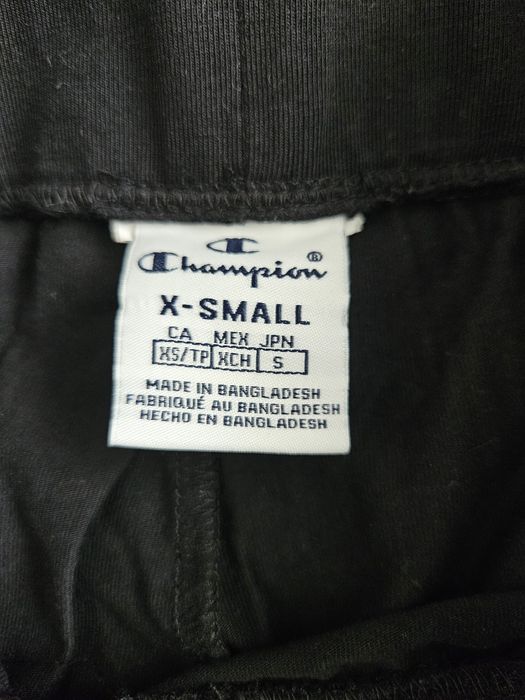 Champion®
X-SMALL
CA MEX JPN
XS/TP XCH S
MADE IN BANGLADESH
FABRIQUÉ AU BANGLADESH
HECHO EN BANGLADESH